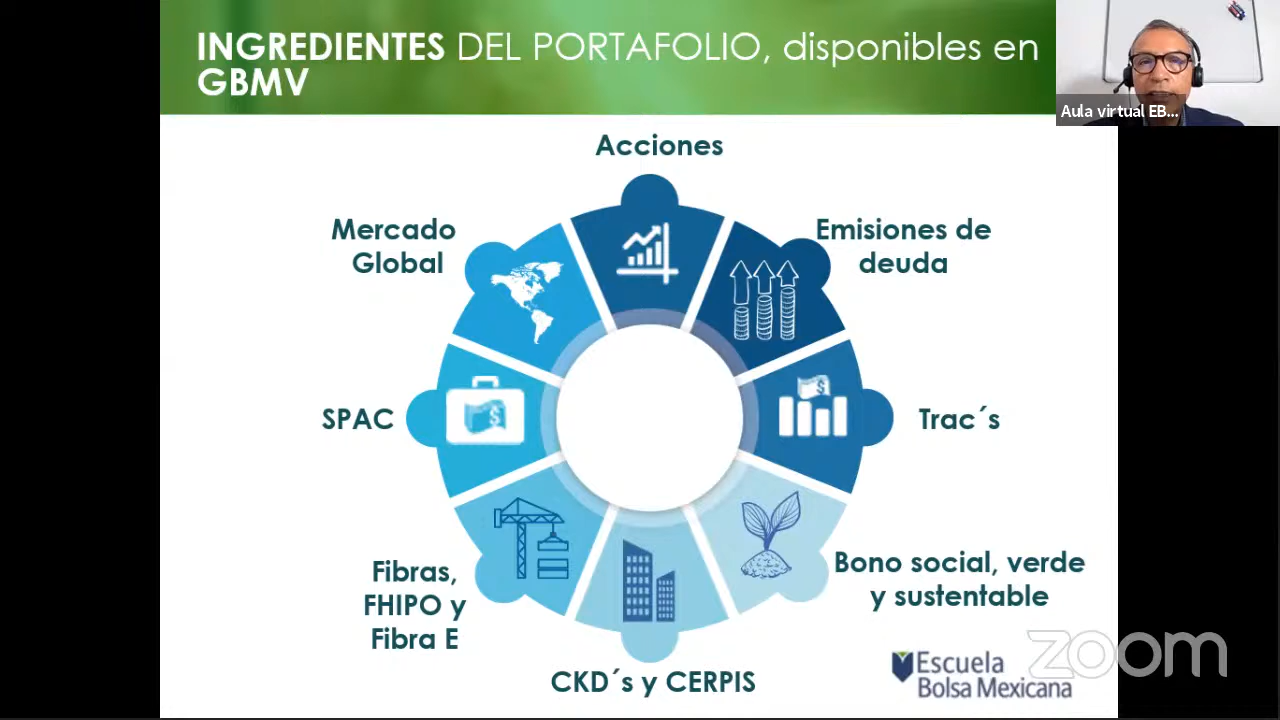 INGREDIENTES DEL PORTAFOLIO, disponibles en
GBMV
Aula virtual EB...
Acciones
Mercado
Global
Emisiones de
deuda
SPAC
Trac´s
Fibras,
FHIPO y
Fibra E
Bono social, verde
y sustentable
CKD´s y CERPIS
Escuela
Bolsa Mexicana
zoom